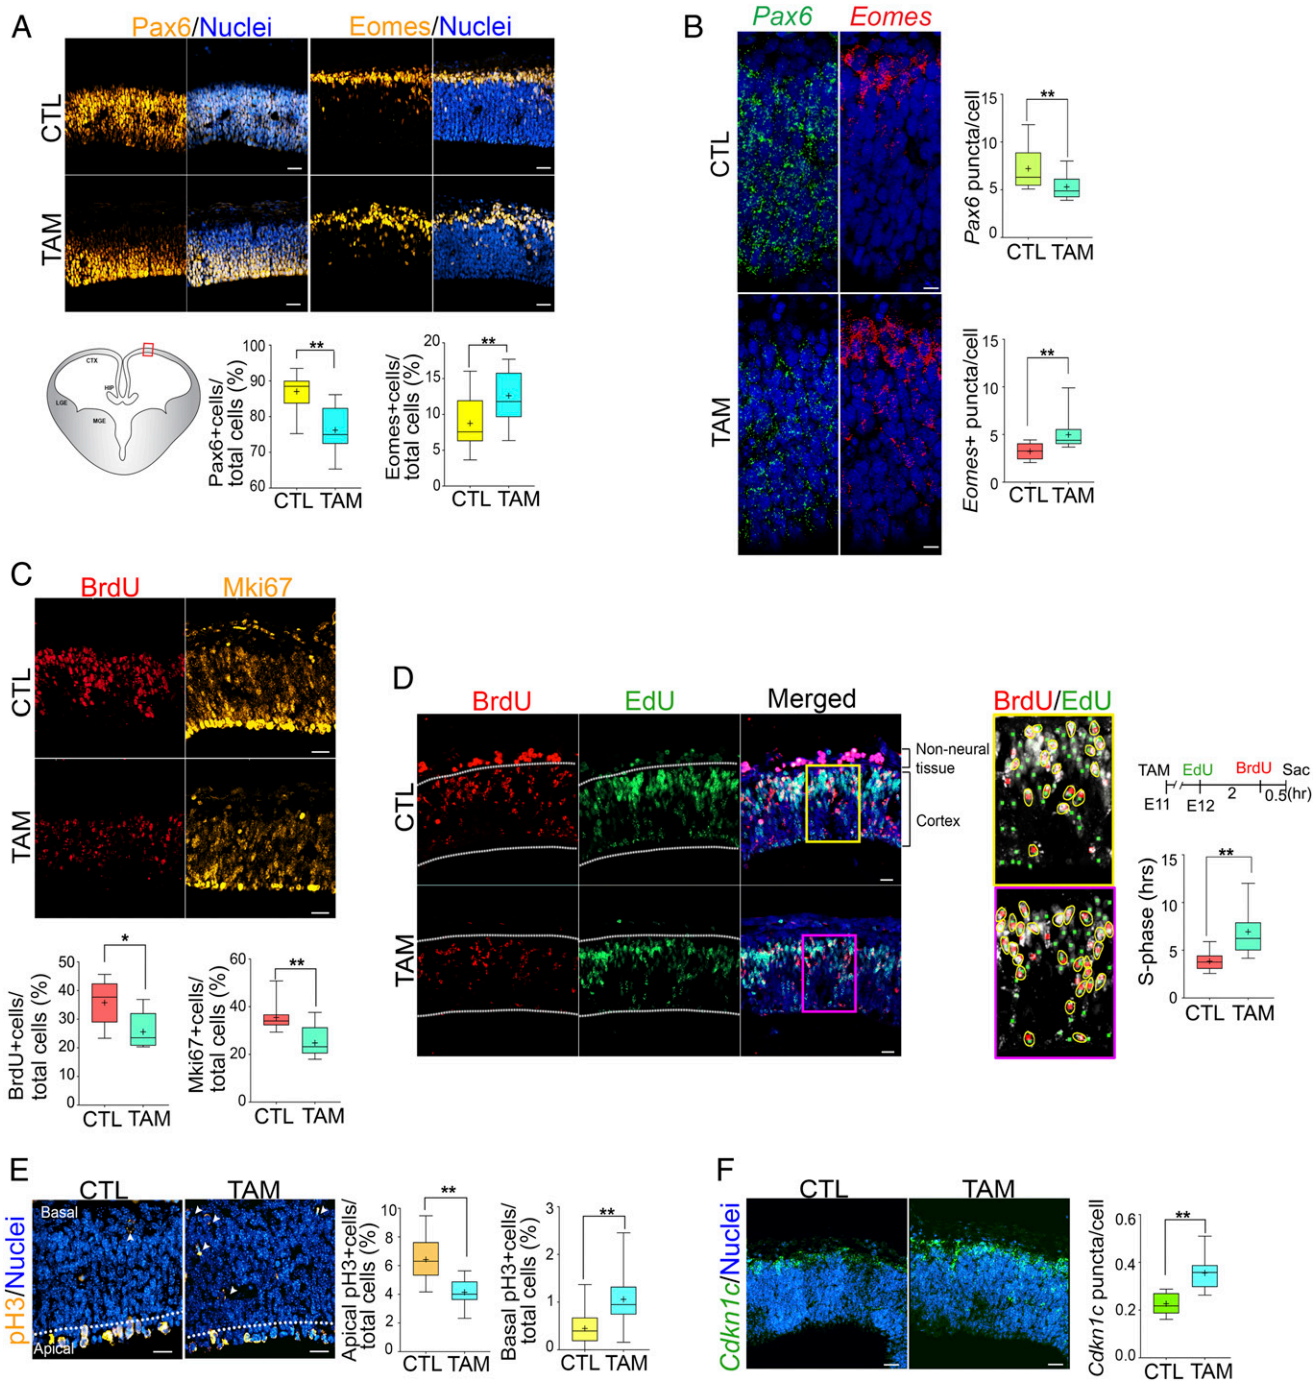 A
Pax6/Nuclei
Eomes/Nuclei
CTL
TAM
CTX
HIP
LGE
MGE
Pax6+cells/
total cells (%)
100
90
80
70
60
**
CTL TAM
Eomes+cells/
total cells (%)
20
15
10
5
0
**
CTL TAM
B
Pax6
Eomes
CTL
TAM
Pax6 puncta/cell
15
10
5
0
**
CTL TAM
Eomes+ puncta/cell
15
10
5
0
**
CTL TAM
C
BrdU
Mki67
CTL
TAM
BrdU+cells/
total cells (%)
50
40
30
20
10
0
*
CTL TAM
Mki67+cells/
total cells (%)
60
40
20
0
**
CTL TAM
D
BrdU
EdU
Merged
BrdU/EdU
CTL
TAM
Non-neural
tissue
Cortex
TAM EdU BrdU Sac
E11 E12 2 0.5 (hr)
S-phase (hrs)
15
10
5
0
**
CTL TAM
E
CTL
TAM
pH3/Nuclei
Basal
Apical
Apical pH3+cells/
total cells (%)
10
8
6
4
2
0
**
CTL TAM
Basal pH3+cells/
total cells (%)
3
2
1
0
**
CTL TAM
F
CTL
TAM
Cdkn1c/Nuclei
Cdkn1c puncta/cell
0.6
0.4
0.2
0.0
**
CTL TAM